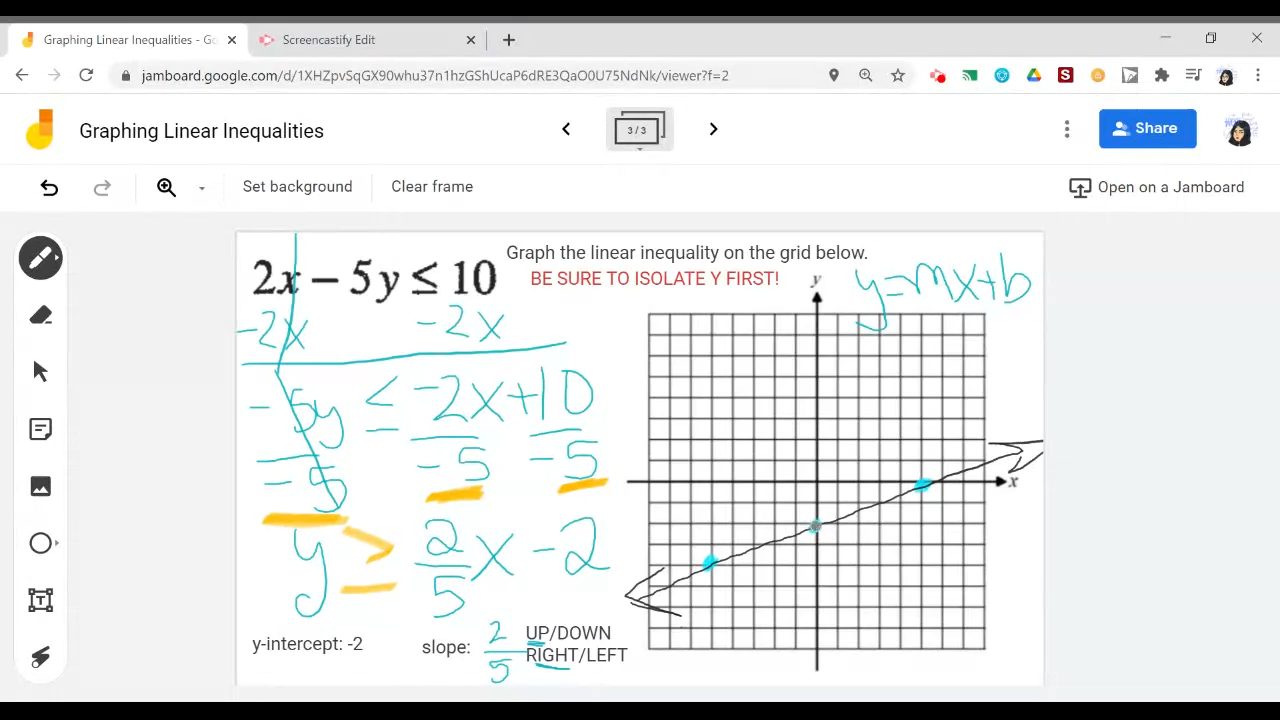 Graphing Linear Inequalities - Go
Screencastify Edit
jamboard.google.com/d/1XHZpvSmDX90whu37n1hzGShUcaP6dRE3QaO0U75NdNk/viewer?f=2
Graphing Linear Inequalities
3 / 3
Share
Set background
Clear frame
Open on a Jamboard
2x − 5y ≤ 10
Graph the linear inequality on the grid below.
BE SURE TO ISOLATE Y FIRST!
y
y=mx+b
-2x -2x
-5y ≤ -2x+10
-5 -5 -5
x
y ≥ 2/5 x -2
y-intercept: -2
slope: 2/5
UP/DOWN
RIGHT/LEFT